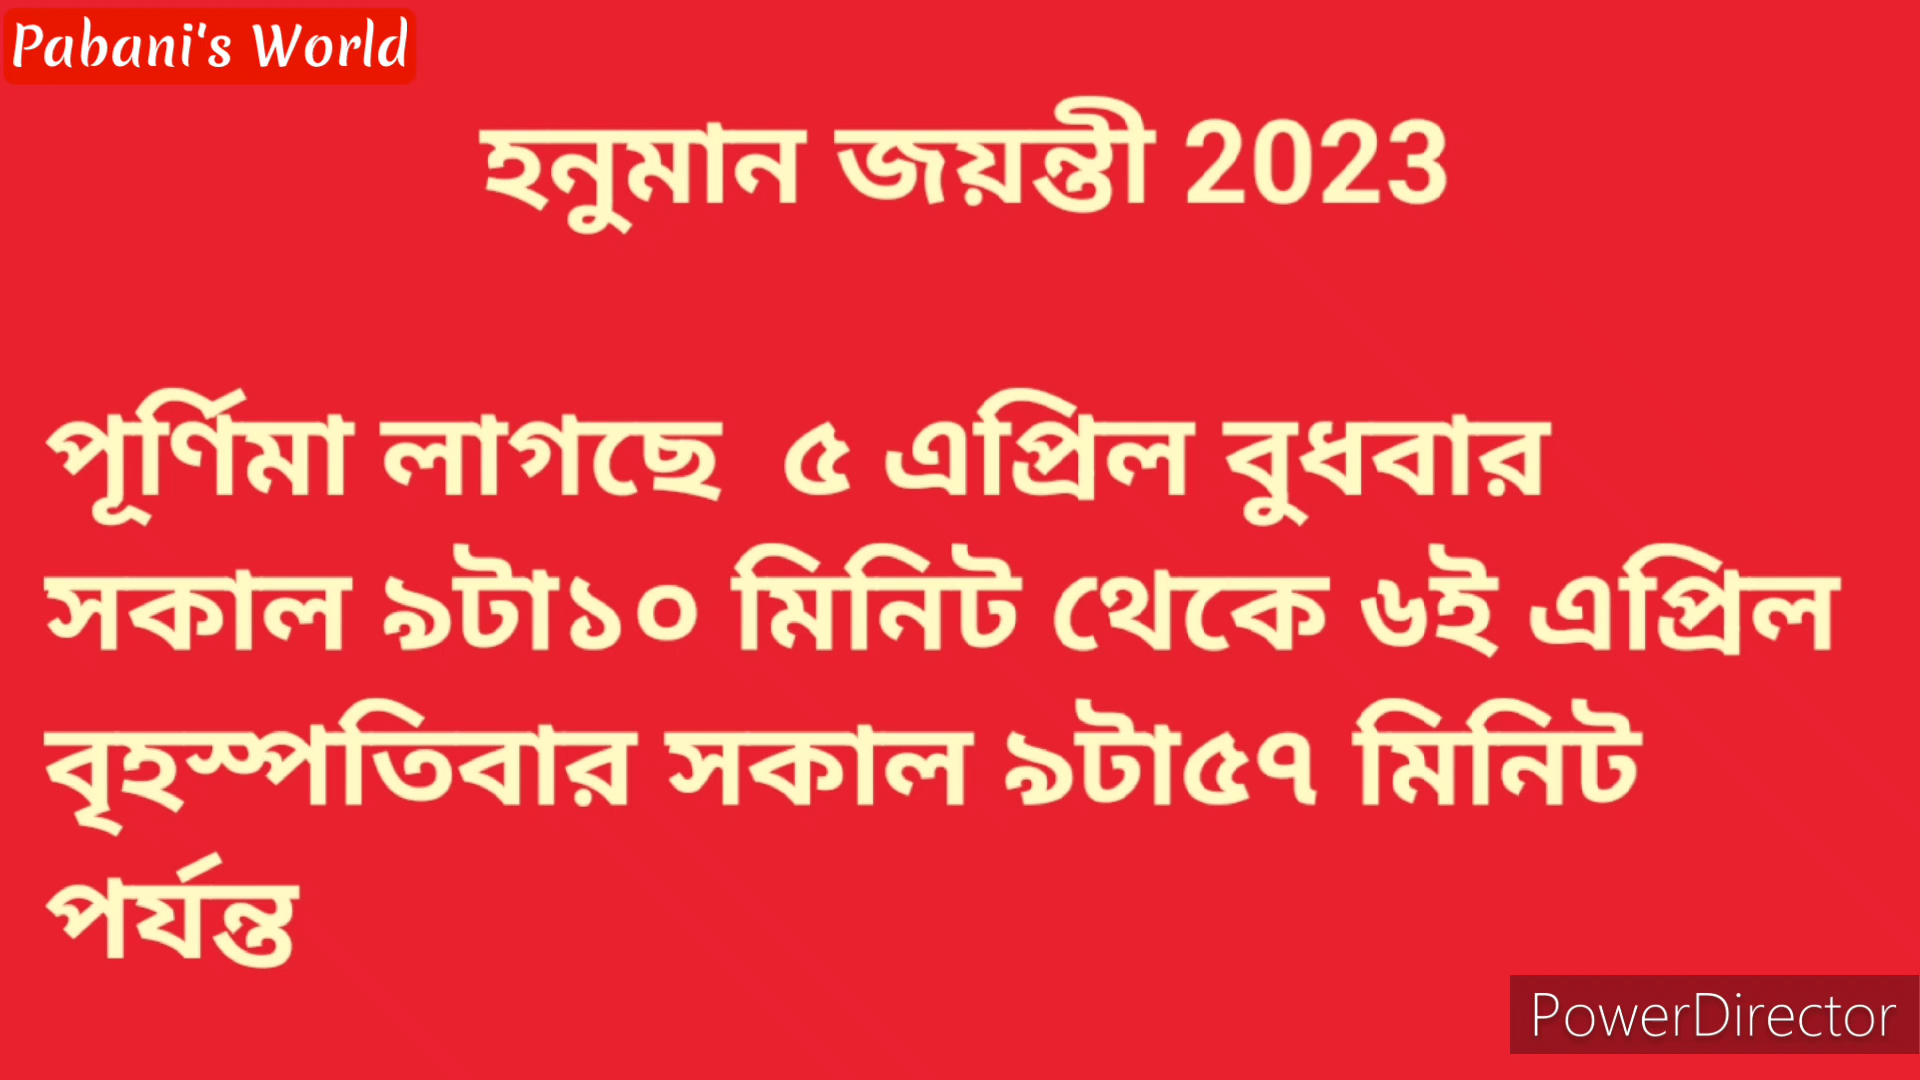 Pabani's World
হনুমান জয়ন্তী 2023
পূর্ণিমা লাগছে ৫ এপ্রিল বুধবার
সকাল ৯টা১০ মিনিট থেকে ৬ই এপ্রিল
বৃহস্পতিবার সকাল ৯টা৫৭ মিনিট
পর্যন্ত
PowerDirector